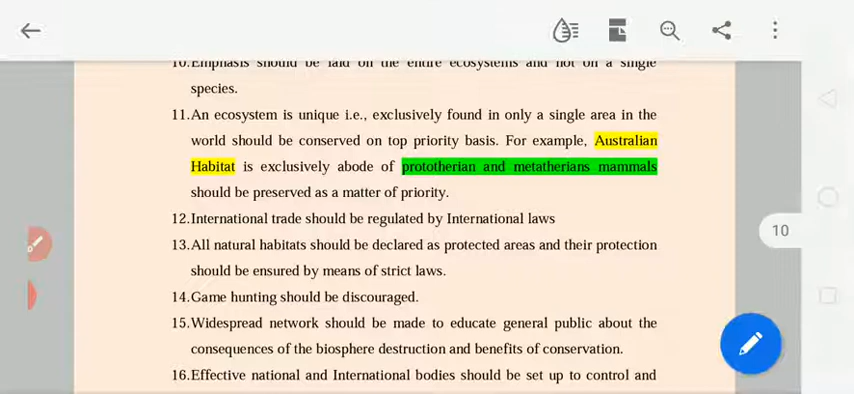 10.Emphasis should be laid on the entire ecosystems and not on a single
species.
11.An ecosystem is unique i.e., exclusively found in only a single area in the
world should be conserved on top priority basis. For example, Australian
Habitat is exclusively abode of prototherian and metatherians mammals
should be preserved as a matter of priority.
12.International trade should be regulated by International laws
10
13.All natural habitats should be declared as protected areas and their protection
should be ensured by means of strict laws.
14.Game hunting should be discouraged.
15.Widespread network should be made to educate general public about the
consequences of the biosphere destruction and benefits of conservation.
16.Effective national and International bodies should be set up to control and